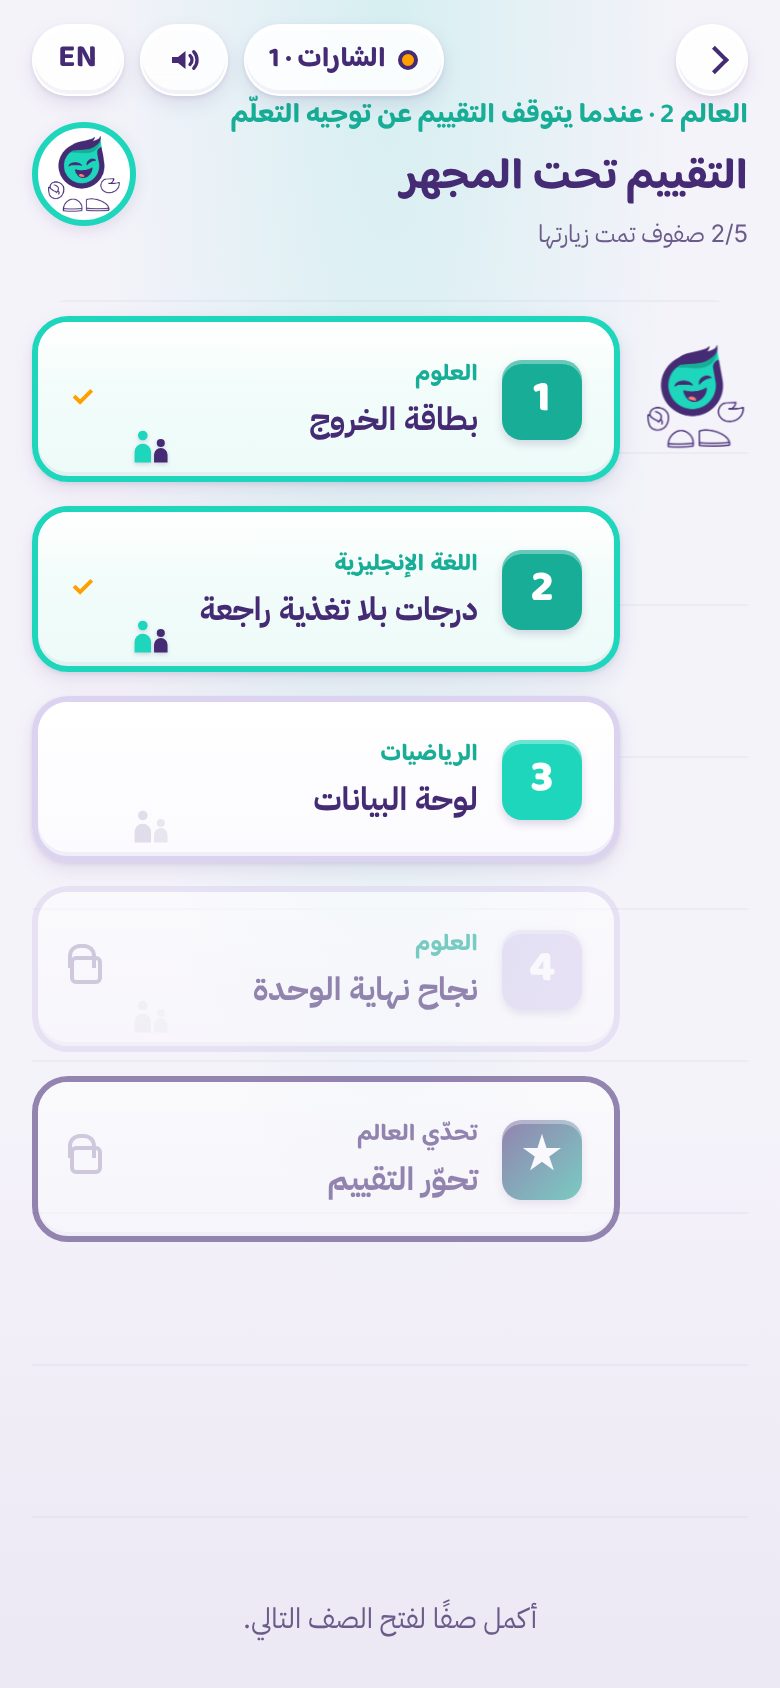 الشارات · 1
EN
العالم 2 · عندما يتوقف التقييم عن توجيه التعلّم
التقييم تحت المجهر
2/5 صفوف تمت زيارتها
1
العلوم
بطاقة الخروج
2
اللغة الإنجليزية
درجات بلا تغذية راجعة
3
الرياضيات
لوحة البيانات
4
العلوم
نجاح نهاية الوحدة
تحدّي العالم
تحوّر التقييم
أكمل صفًا لفتح الصف التالي.